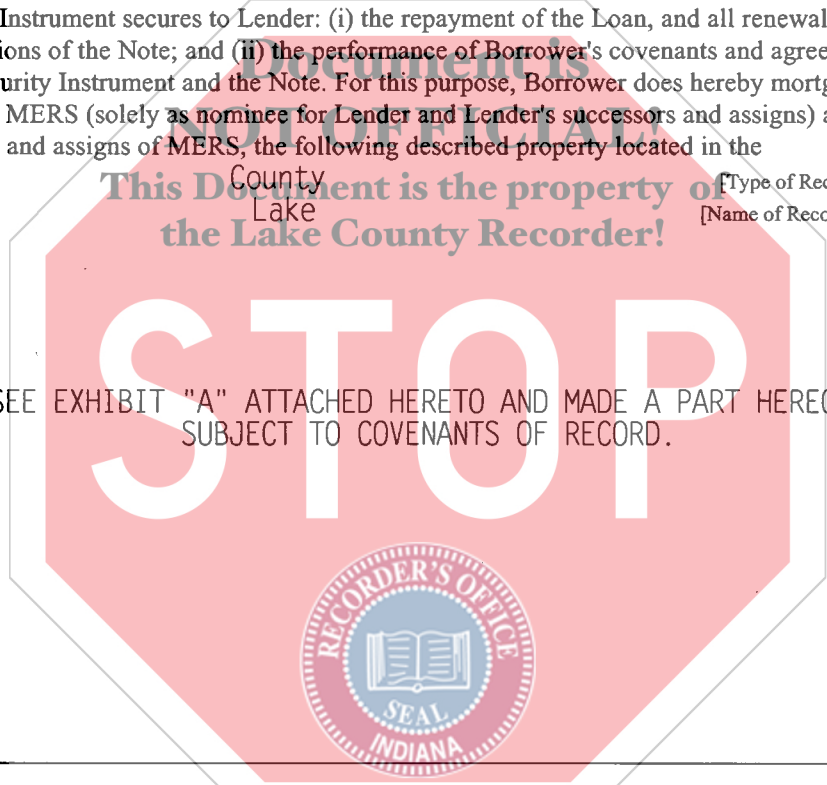 Instrument secures to Lender: (i) the repayment of the Loan, and all renewal
ions of the Note; and (ii) the performance of Borrower's covenants and agree
urity Instrument and the Note. For this purpose, Borrower does hereby mortg
MERS (solely as nominee for Lender and Lender's successors and assigns) a
and assigns of MERS, the following described property located in the
County [Type of Rec
Lake [Name of Reco
Document is
NOT OFFICIAL!
This Document is the property of
the Lake County Recorder!
STOP
SEE EXHIBIT "A" ATTACHED HERETO AND MADE A PART HEREO
SUBJECT TO COVENANTS OF RECORD.
RECORDER'S OFFICE
SEAL
INDIANA